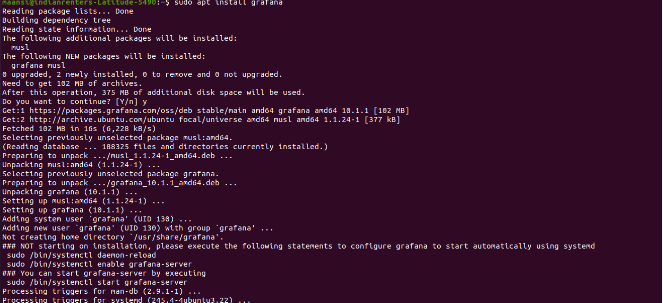 maansi@indianrenters-Latitude-5490:~$ sudo apt install grafana
Reading package lists... Done
Building dependency tree
Reading state information... Done
The following additional packages will be installed:
  musl
The following NEW packages will be installed:
  grafana musl
0 upgraded, 2 newly installed, 0 to remove and 0 not upgraded.
Need to get 102 MB of archives.
After this operation, 375 MB of additional disk space will be used.
Do you want to continue? [Y/n] y
Get:1 https://packages.grafana.com/oss/deb stable/main amd64 grafana amd64 10.1.1 [102 MB]
Get:2 http://archive.ubuntu.com/ubuntu focal/universe amd64 musl amd64 1.1.24-1 [377 kB]
Fetched 102 MB in 16s (6,228 kB/s)
Selecting previously unselected package musl:amd64.
(Reading database ... 188325 files and directories currently installed.)
Preparing to unpack .../musl_1.1.24-1_amd64.deb ...
Unpacking musl:amd64 (1.1.24-1) ...
Selecting previously unselected package grafana.
Preparing to unpack .../grafana_10.1.1_amd64.deb ...
Unpacking grafana (10.1.1) ...
Setting up musl:amd64 (1.1.24-1) ...
Setting up grafana (10.1.1) ...
Adding system user `grafana' (UID 130) ...
Adding new user `grafana' (UID 130) with group `grafana' ...
Not creating home directory `/usr/share/grafana'.
### NOT starting on installation, please execute the following statements to configure grafana to start automatically using systemd
 sudo /bin/systemctl daemon-reload
 sudo /bin/systemctl enable grafana-server
### You can start grafana-server by executing
 sudo /bin/systemctl start grafana-server
Processing triggers for man-db (2.9.1-1) ...
Processing triggers for systemd (245.4-4ubuntu3.22) ...